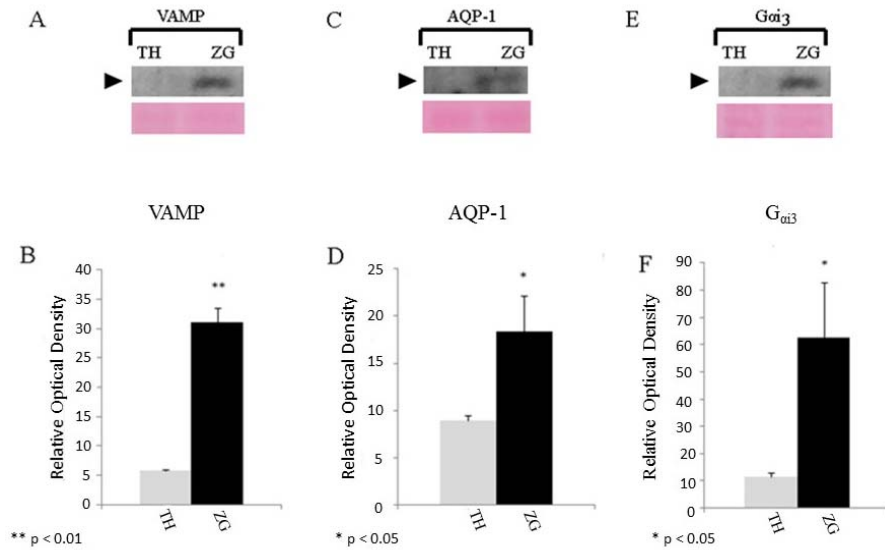 A
VAMP
TH ZG
C
AQP-1
TH ZG
E
Gαi3
TH ZG
VAMP
B
Relative Optical Density
40
35
30
25
20
15
10
5
0
**
TH ZG
** p < 0.01
AQP-1
D
Relative Optical Density
25
20
15
10
5
0
*
TH ZG
* p < 0.05
Gαi3
F
Relative Optical Density
90
80
70
60
50
40
30
20
10
0
*
TH ZG
* p < 0.05